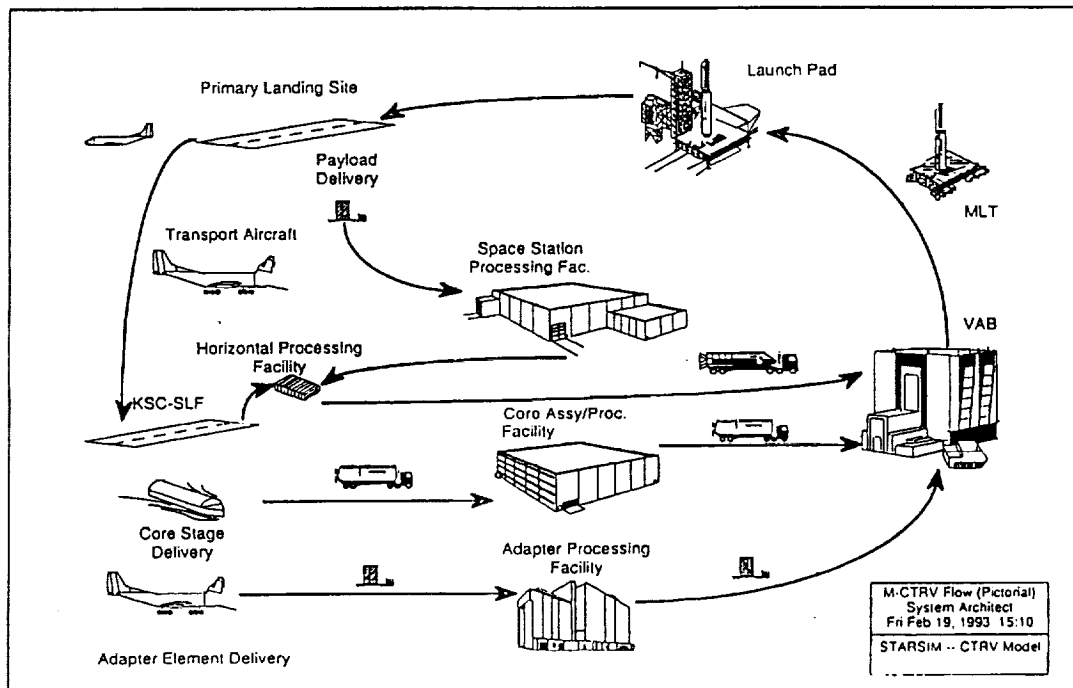 Launch Pad
Primary Landing Site
Payload
Delivery
MLT
Transport Aircraft
Space Station
Processing Fac.
VAB
Horizontal Processing
Facility
KSC-SLF
Coro Assy/Proc.
Facility
Core Stage
Delivery
Adapter Processing
Facility
Adapter Element Delivery
M-CTRV Flow (Pictorial)
System Architect
Fri Feb 19, 1993 15:10
STARSIM -- CTRV Model